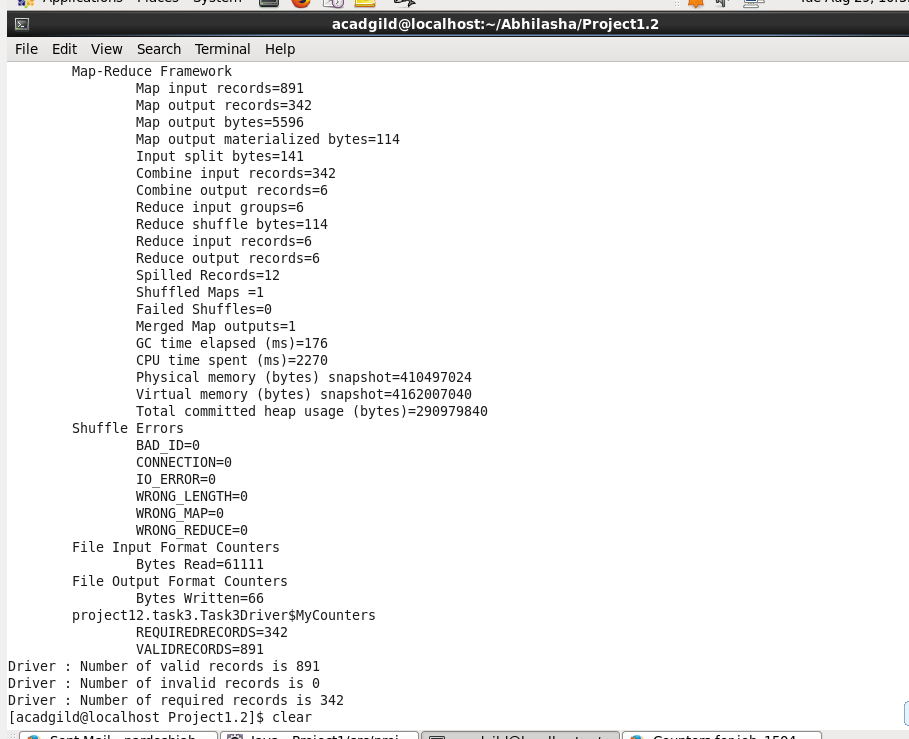 Applications Places System Tue Aug 29,
acadgild@localhost:~/Abhilasha/Project1.2
File Edit View Search Terminal Help
Map-Reduce Framework
Map input records=891
Map output records=342
Map output bytes=5596
Map output materialized bytes=114
Input split bytes=141
Combine input records=342
Combine output records=6
Reduce input groups=6
Reduce shuffle bytes=114
Reduce input records=6
Reduce output records=6
Spilled Records=12
Shuffled Maps =1
Failed Shuffles=0
Merged Map outputs=1
GC time elapsed (ms)=176
CPU time spent (ms)=2270
Physical memory (bytes) snapshot=410497024
Virtual memory (bytes) snapshot=4162007040
Total committed heap usage (bytes)=290979840
Shuffle Errors
BAD_ID=0
CONNECTION=0
IO_ERROR=0
WRONG_LENGTH=0
WRONG_MAP=0
WRONG_REDUCE=0
File Input Format Counters
Bytes Read=61111
File Output Format Counters
Bytes Written=66
project12.task3.Task3Driver$MyCounters
REQUIREDRECORDS=342
VALIDRECORDS=891
Driver : Number of valid records is 891
Driver : Number of invalid records is 0
Driver : Number of required records is 342
[acadgild@localhost Project1.2]$ clear